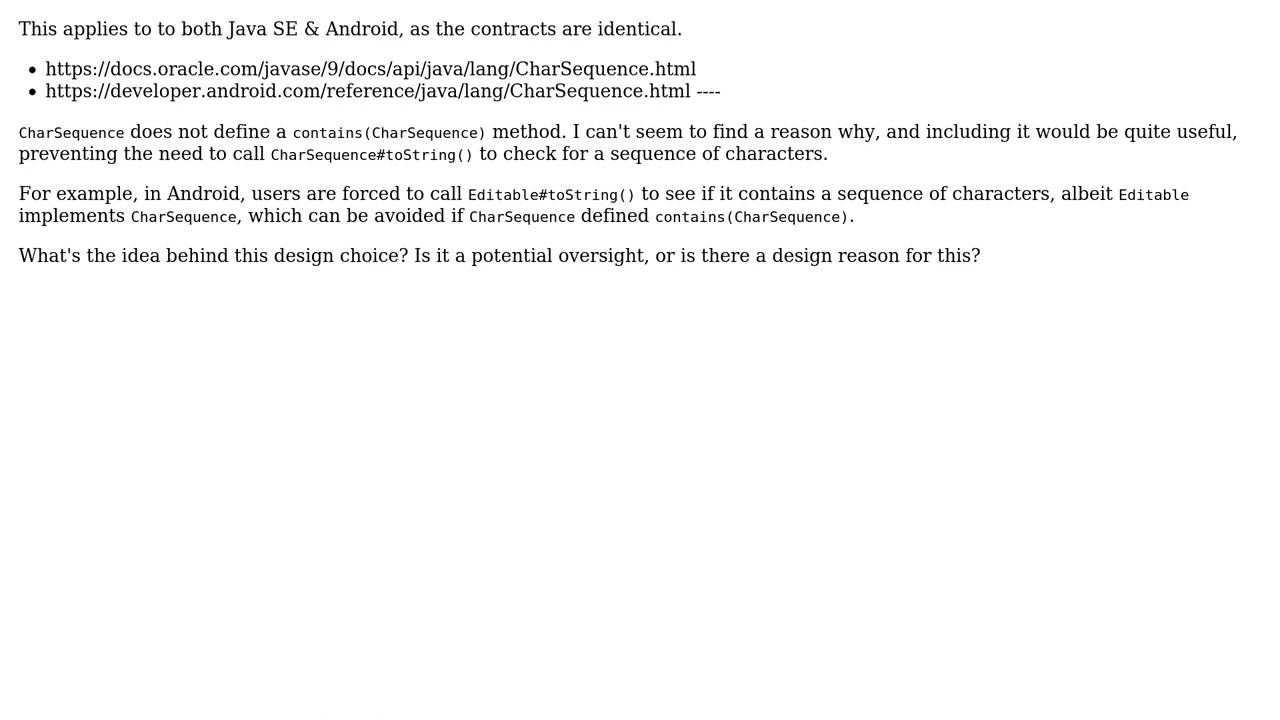 This applies to to both Java SE & Android, as the contracts are identical.
• https://docs.oracle.com/javase/9/docs/api/java/lang/CharSequence.html
• https://developer.android.com/reference/java/lang/CharSequence.html ----
CharSequence does not define a contains(CharSequence) method. I can't seem to find a reason why, and including it would be quite useful,
preventing the need to call CharSequence#toString() to check for a sequence of characters.
For example, in Android, users are forced to call Editable#toString() to see if it contains a sequence of characters, albeit Editable
implements CharSequence, which can be avoided if CharSequence defined contains(CharSequence).
What's the idea behind this design choice? Is it a potential oversight, or is there a design reason for this?